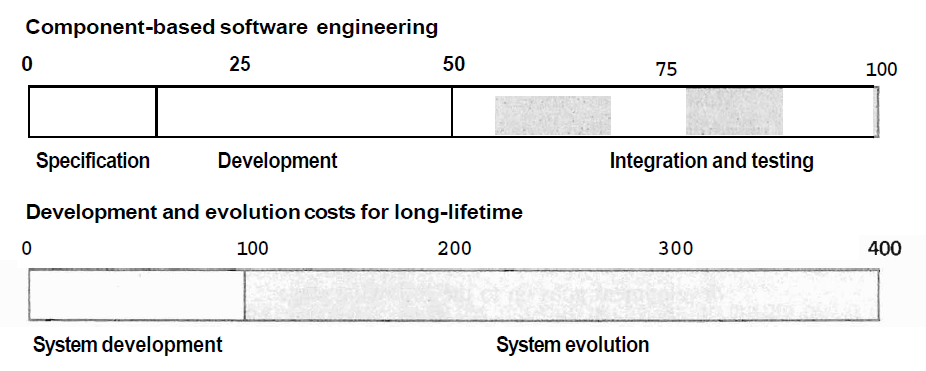 Component-based software engineering
0 25 50 75 100
Specification Development Integration and testing
Development and evolution costs for long-lifetime
0 100 200 300 400
System development System evolution